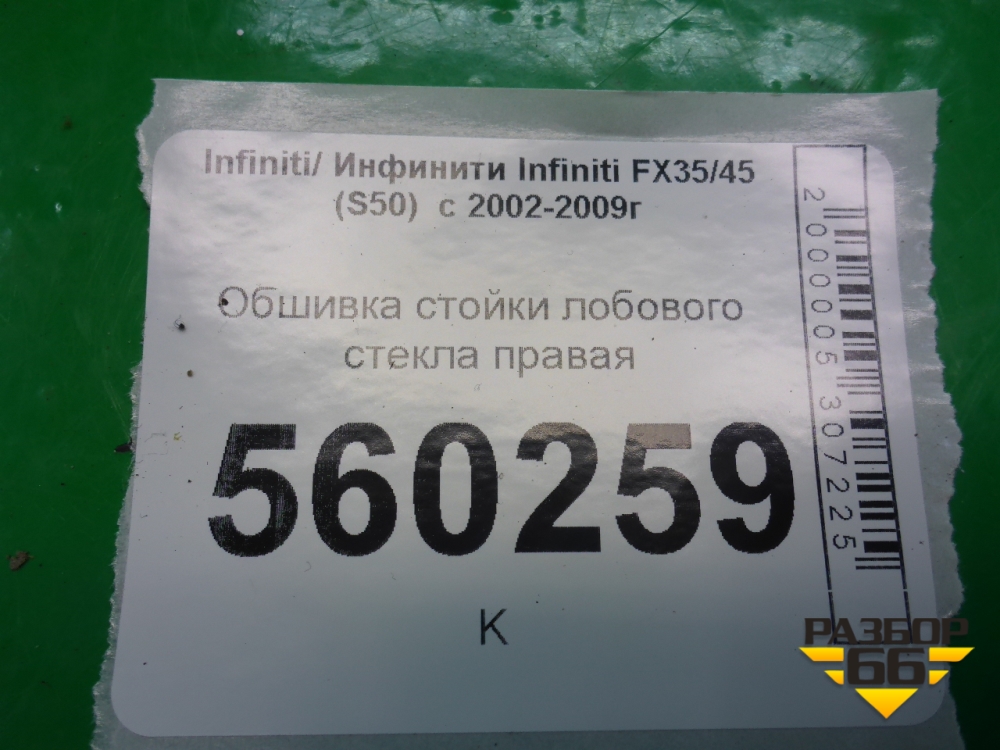 Infiniti/ Инфинити Infiniti FX35/45
(S50) с 2002-2009г
Обшивка стойки лобового
стекла правая
560259
К
2000005307225
РАЗБОР
66